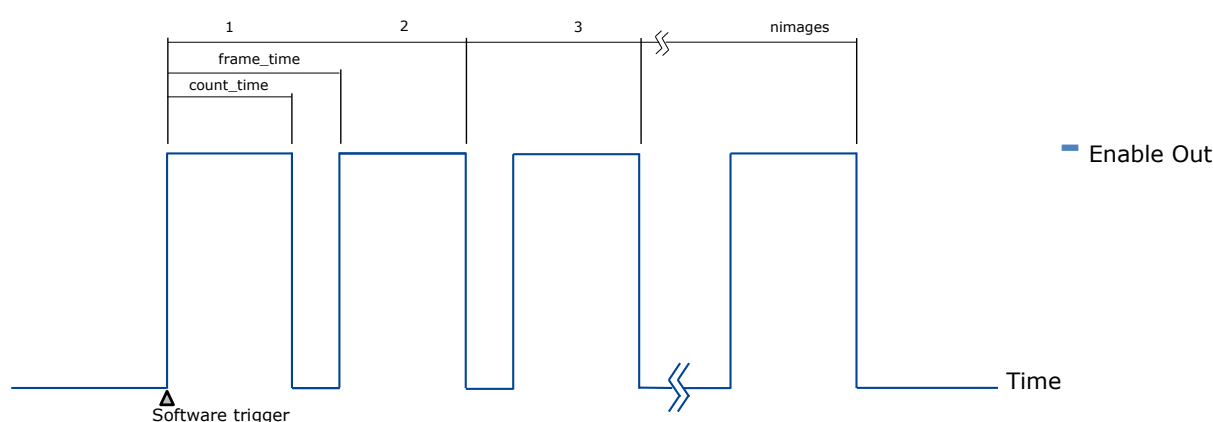 1 2 3 nimages
frame_time
count_time
Enable Out
Time
Software trigger